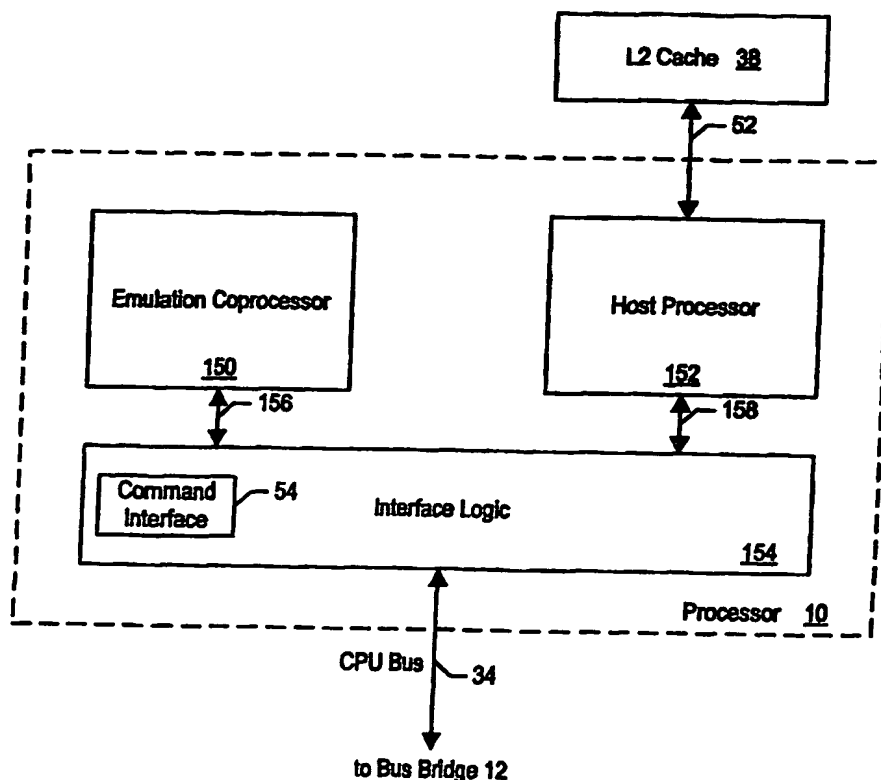 L2 Cache 38
52
Emulation Coprocessor
150
Host Processor
152
156
158
Command
Interface
54
Interface Logic
154
Processor 10
CPU Bus
34
to Bus Bridge 12